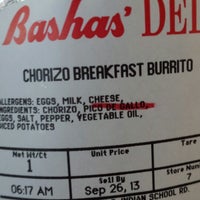 Bashas' DEL
CHORIZO BREAKFAST BURRITO
ALLERGENS: EGGS, MILK, CHEESE,
INGREDIENTS: CHORIZO, PICO DE GALLO,
EGGS, SALT, PEPPER, VEGETABLE OIL,
DICED POTATOES
Net Wt/Ct Unit Price Tare
1
Sell By Store Num
06:17 AM Sep 26, 13 7
INDIAN SCHOOL RD.